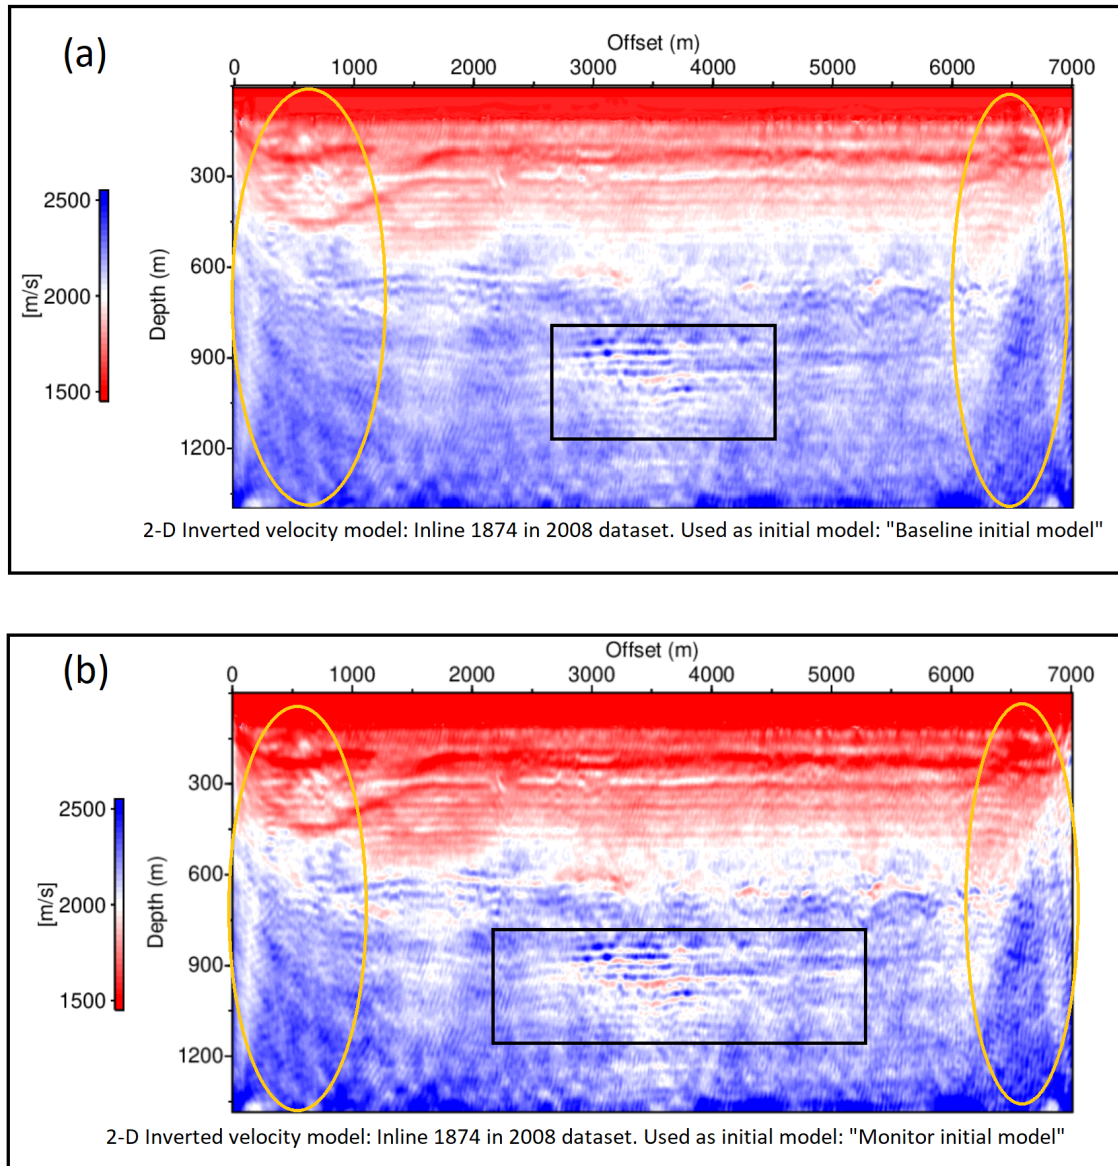 (a)
Offset (m)
0 1000 2000 3000 4000 5000 6000 7000
300
600
900
1200
Depth (m)
2500
2000
1500
[m/s]
2-D Inverted velocity model: Inline 1874 in 2008 dataset. Used as initial model: "Baseline initial model"
(b)
Offset (m)
0 1000 2000 3000 4000 5000 6000 7000
300
600
900
1200
Depth (m)
2500
2000
1500
[m/s]
2-D Inverted velocity model: Inline 1874 in 2008 dataset. Used as initial model: "Monitor initial model"